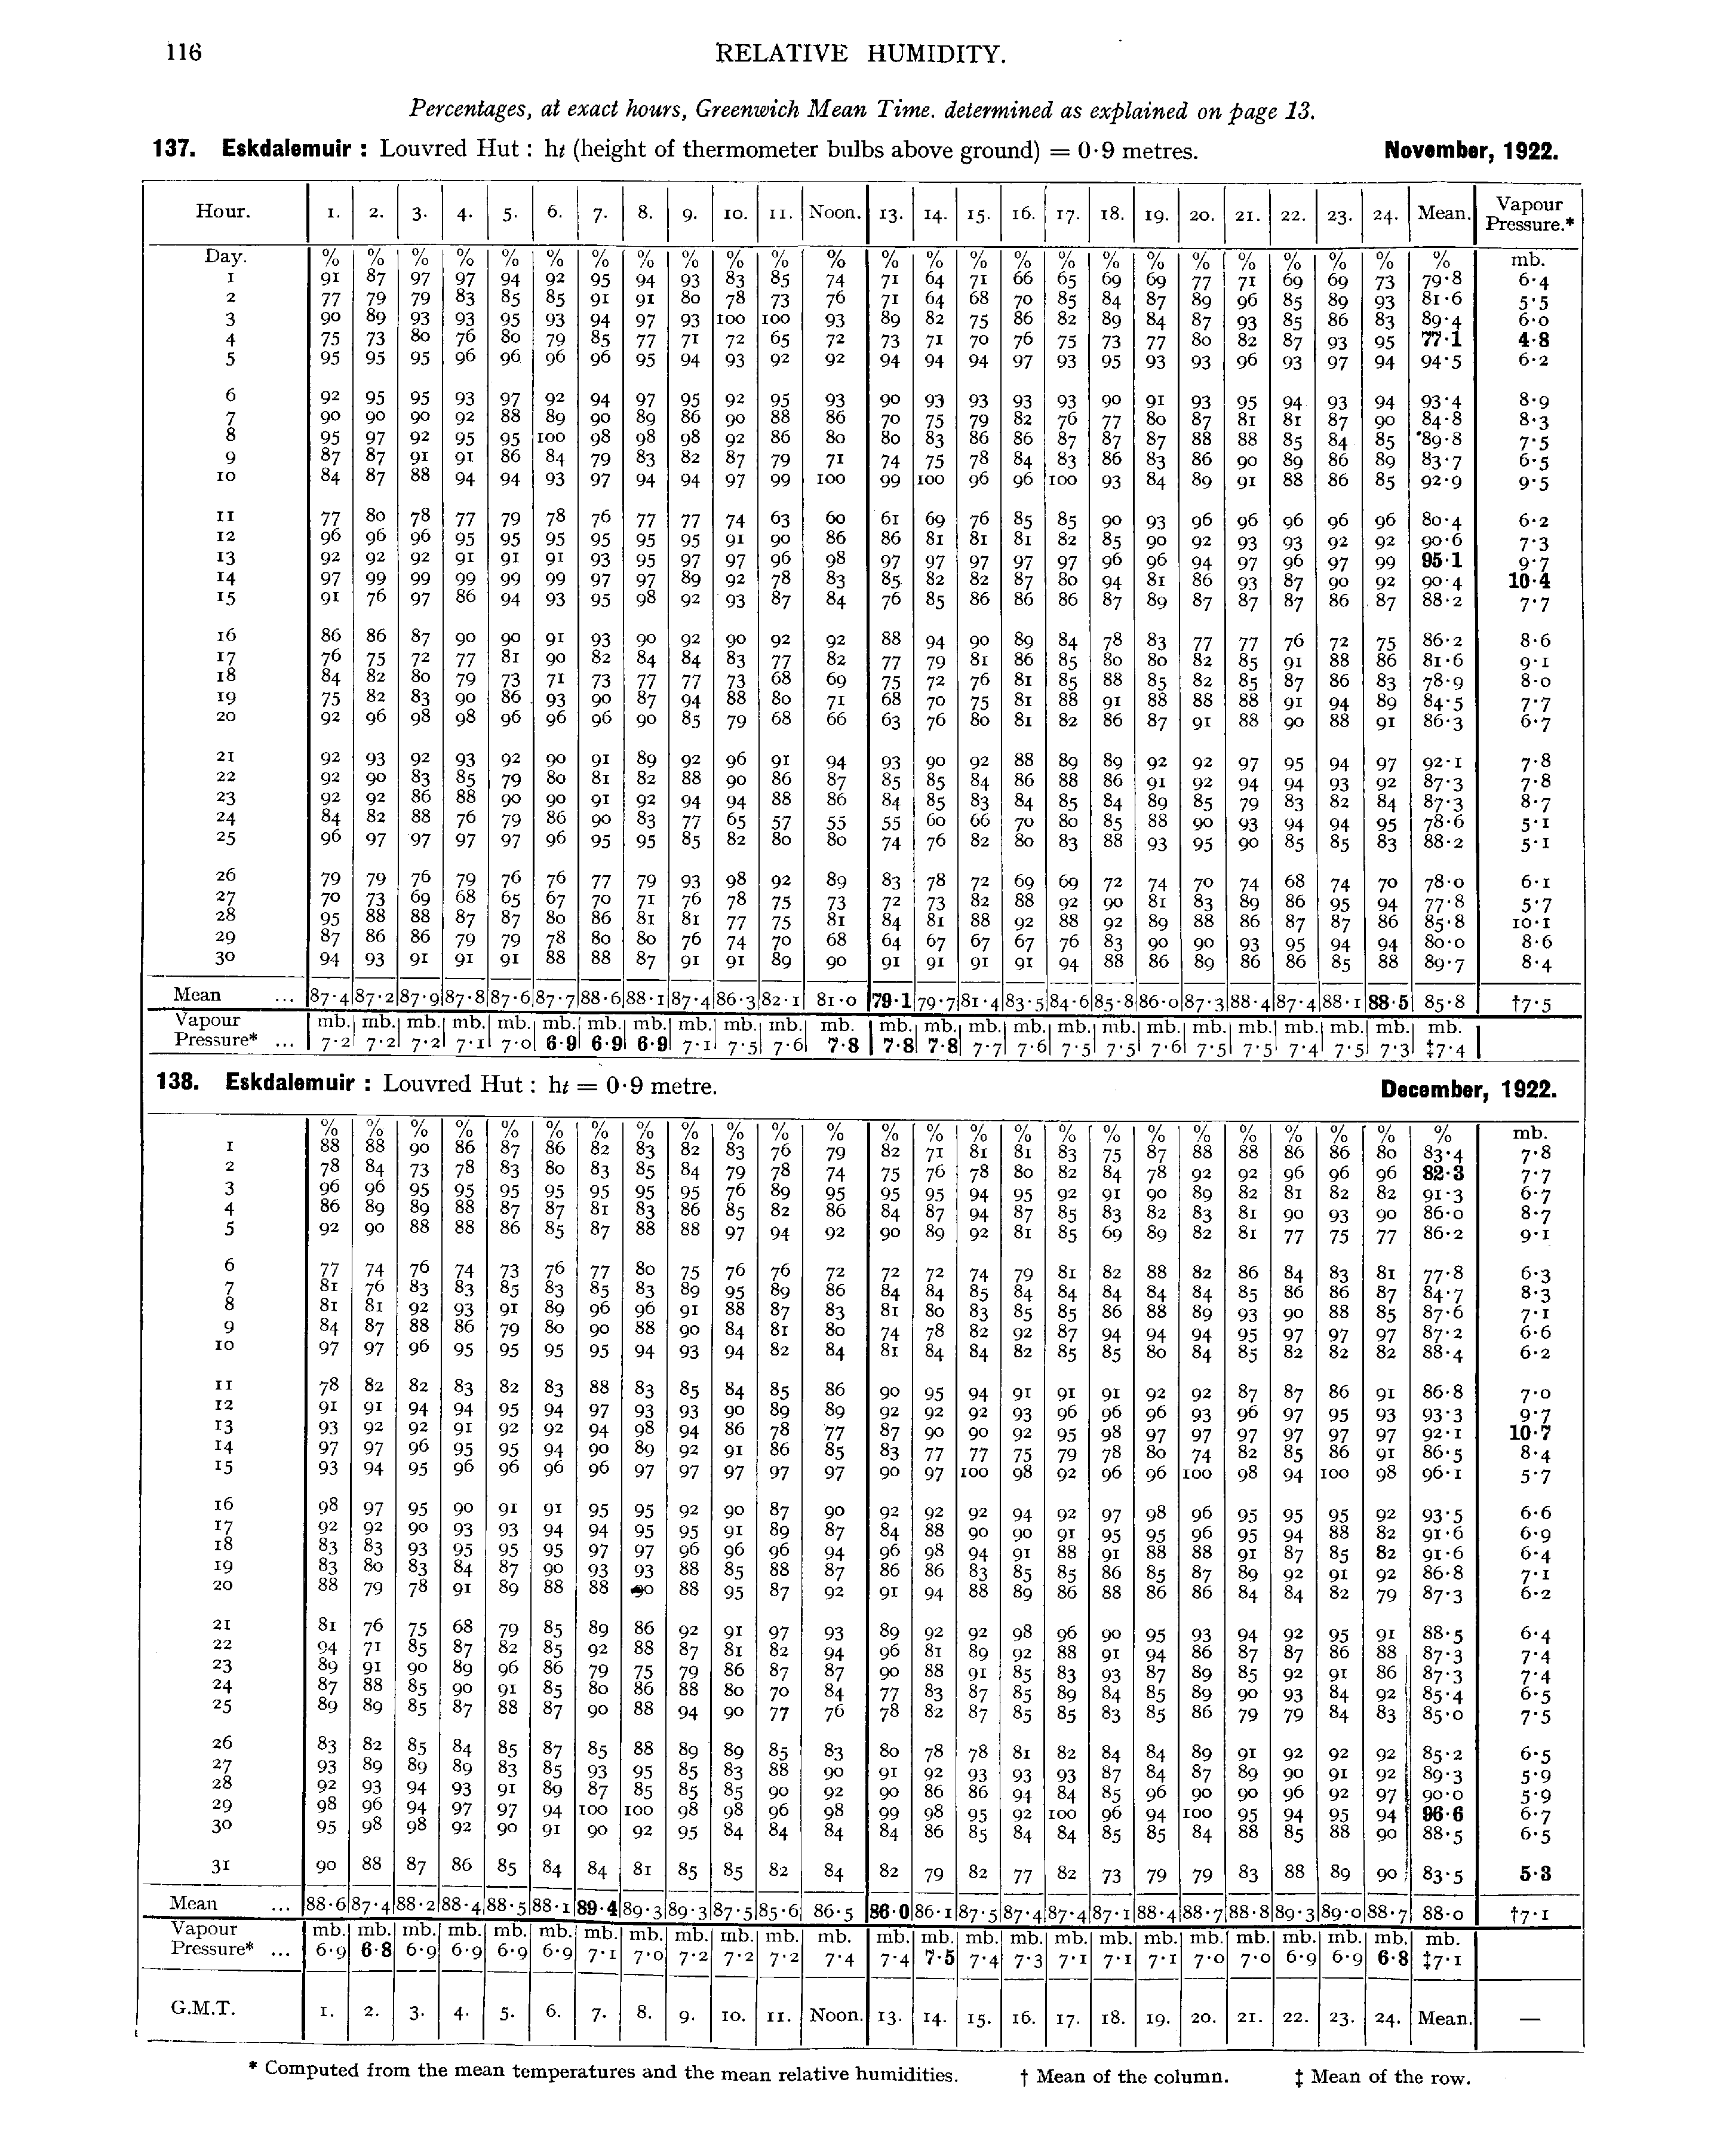 116
RELATIVE HUMIDITY.
Percentages, at exact hours, Greenwich Mean Time. determined as explained on page 13.
137. Eskdalemuir : Louvred Hut : ht (height of thermometer bulbs above ground) = 0·9 metres. November, 1922.
Hour. 1. 2. 3. 4. 5. 6. 7. 8. 9. 10. 11. Noon. 13. 14. 15. 16. 17. 18. 19. 20. 21. 22. 23. 24. Mean. Vapour Pressure.*
Day. % % % % % % % % % % % % % % % % % % % % % % % % % mb.
1 91 87 97 97 94 92 95 94 93 83 85 74 71 64 71 66 65 69 69 77 71 69 69 73 79·8 6·4
2 77 79 79 83 85 85 91 91 80 78 73 76 71 64 68 70 85 84 87 89 96 85 89 93 81·6 5·5
3 90 89 93 93 95 93 94 97 93 100 100 93 89 82 75 86 82 89 84 87 93 85 86 83 89·4 6·0
4 75 73 80 76 80 79 85 77 71 72 65 72 73 71 70 76 75 73 77 80 82 87 93 95 77·1 4·8
5 95 95 95 96 96 96 96 95 94 93 92 92 94 94 94 97 93 95 93 93 96 93 97 94 94·5 6·2
6 92 95 95 93 97 92 94 97 95 92 95 93 90 93 93 93 93 90 91 93 95 94 93 94 93·4 8·9
7 90 90 90 92 88 89 90 89 86 90 88 86 70 75 79 82 76 77 80 87 81 81 87 90 84·8 8·3
8 95 97 92 95 95 100 98 98 98 92 86 80 80 83 86 86 87 87 87 88 88 85 84 85 89·8 7·5
9 87 87 91 91 86 84 79 83 82 87 79 71 74 75 78 84 83 86 83 86 90 89 86 89 83·7 6·5
10 84 87 88 94 94 93 97 94 94 97 99 100 99 100 96 96 100 93 84 89 91 88 86 85 92·9 9·5
11 77 80 78 77 79 78 76 77 77 74 63 60 61 69 76 85 85 90 93 96 96 96 96 96 80·4 6·2
12 96 96 96 95 95 95 95 95 95 91 90 86 86 81 81 81 82 85 90 92 93 93 92 92 90·6 7·3
13 92 92 92 91 91 91 93 95 97 97 96 98 97 97 97 97 97 96 96 94 97 96 97 99 95·1 9·7
14 97 99 99 99 99 99 97 97 89 92 78 83 85 82 82 87 80 94 81 86 93 87 90 92 90·4 10·4
15 91 76 97 86 94 93 95 98 92 93 87 84 76 85 86 86 86 87 89 87 87 87 86 87 88·2 7·7
16 86 86 87 90 90 91 93 90 92 90 92 92 88 94 90 89 84 78 83 77 77 76 72 75 86·2 8·6
17 76 75 72 77 81 90 82 84 84 83 77 82 77 79 81 86 85 80 80 82 85 91 88 86 81·6 9·1
18 84 82 80 79 73 71 73 77 77 73 68 69 75 72 76 81 85 88 85 82 85 87 86 83 78·9 8·0
19 75 82 83 90 86 93 90 87 94 88 80 71 68 70 75 81 88 91 88 88 88 91 94 89 84·5 7·7
20 92 96 98 98 96 96 96 90 85 79 68 66 63 76 80 81 82 86 87 91 88 90 88 91 86·3 6·7
21 92 93 92 93 92 90 91 89 92 96 91 94 93 90 92 88 89 89 92 92 97 95 94 97 92·1 7·8
22 92 90 83 85 79 80 81 82 88 90 86 87 85 85 84 86 88 86 91 92 94 94 93 92 87·3 7·8
23 92 92 86 88 90 90 91 92 94 94 88 86 84 85 83 84 85 84 89 85 79 83 82 84 87·3 8·7
24 84 82 88 76 79 86 90 83 77 65 57 55 55 60 66 70 80 85 88 90 93 94 94 95 78·6 5·1
25 96 97 97 97 97 96 95 95 85 82 80 80 74 76 82 80 83 88 93 95 90 85 85 83 88·2 5·1
26 79 79 76 79 76 76 77 79 93 98 92 89 83 78 72 69 69 72 74 70 74 68 74 70 78·0 6·1
27 70 73 69 68 65 67 70 71 76 78 75 73 72 73 82 88 92 90 81 83 89 86 95 94 77·8 5·7
28 95 88 88 87 87 80 86 81 81 77 75 81 84 81 88 92 88 92 89 88 86 87 87 86 85·8 10·1
29 87 86 86 79 79 78 80 80 76 74 70 68 64 67 67 67 76 83 90 90 93 95 94 94 80·0 8·6
30 94 93 91 91 91 88 88 87 91 91 89 90 91 91 91 91 94 88 86 89 86 86 85 88 89·7 8·4
Mean ... 87·4 87·2 87·9 87·8 87·6 87·7 88·6 88·1 87·4 86·3 82·1 81·0 79·1 79·7 81·4 83·5 84·6 85·8 86·0 87·3 88·4 87·4 88·1 88·5 85·8 †7·5
Vapour mb. mb. mb. mb. mb. mb. mb. mb. mb. mb. mb. mb. mb. mb. mb. mb. mb. mb. mb. mb. mb. mb. mb. mb. mb.
Pressure* ... 7·2 7·2 7·2 7·1 7·0 6·9 6·9 6·9 7·1 7·5 7·6 7·8 7·8 7·8 7·7 7·6 7·5 7·5 7·6 7·5 7·5 7·4 7·5 7·3 ‡7·4
138. Eskdalemuir : Louvred Hut : ht = 0·9 metre. December, 1922.
% % % % % % % % % % % % % % % % % % % % % % % % % mb.
1 88 88 90 86 87 86 82 83 82 83 76 79 82 71 81 81 83 75 87 88 88 86 86 80 83·4 7·8
2 78 84 73 78 83 80 83 85 84 79 78 74 75 76 78 80 82 84 78 92 92 96 96 96 82·3 7·7
3 96 96 95 95 95 95 95 95 95 76 89 95 95 95 94 95 92 91 90 89 82 81 82 82 91·3 6·7
4 86 89 89 88 87 87 81 83 86 85 82 86 84 87 94 87 85 83 82 83 81 90 93 90 86·0 8·7
5 92 90 88 88 86 85 87 88 88 97 94 92 90 89 92 81 85 69 89 82 81 77 75 77 86·2 9·1
6 77 74 76 74 73 76 77 80 75 76 76 72 72 72 74 79 81 82 88 82 86 84 83 81 77·8 6·3
7 81 76 83 83 85 83 85 83 89 95 89 86 84 84 85 84 84 84 84 84 85 86 86 87 84·7 8·3
8 81 81 92 93 91 89 96 96 91 88 87 83 81 80 83 85 85 86 88 89 93 90 88 85 87·6 7·1
9 84 87 88 86 79 80 90 88 90 84 81 80 74 78 82 92 87 94 94 94 95 97 97 97 87·2 6·6
10 97 97 96 95 95 95 95 94 93 94 82 84 81 84 84 82 85 85 80 84 85 82 82 82 88·4 6·2
11 78 82 82 83 82 83 88 83 85 84 85 86 90 95 94 91 91 91 92 92 87 87 86 91 86·8 7·0
12 91 91 94 94 95 94 97 93 93 90 89 89 92 92 92 93 96 96 96 93 96 97 95 93 93·3 9·7
13 93 92 92 91 92 92 94 98 94 86 78 77 87 90 90 92 95 98 97 97 97 97 97 97 92·1 10·7
14 97 97 96 95 95 94 90 89 92 91 86 85 83 77 77 75 79 78 80 74 82 85 86 91 86·5 8·4
15 93 94 95 96 96 96 96 97 97 97 97 97 90 97 100 98 92 96 96 100 98 94 100 98 96·1 5·7
16 98 97 95 90 91 91 95 95 92 90 87 90 92 92 92 94 92 97 98 96 95 95 95 92 93·5 6·6
17 92 92 90 93 93 94 94 95 95 91 89 87 84 88 90 90 91 95 95 96 95 94 88 82 91·6 6·9
18 83 83 93 95 95 95 97 97 96 96 96 94 96 98 94 91 88 91 88 88 91 87 85 82 91·6 6·4
19 83 80 83 84 87 90 93 93 88 85 88 87 86 86 83 85 85 86 85 87 89 92 91 92 86·8 7·1
20 88 79 78 91 89 88 88 90 88 95 87 92 91 94 88 89 86 88 86 86 84 84 82 79 87·3 6·2
21 81 76 75 68 79 85 89 86 92 91 97 93 89 92 92 98 96 90 95 93 94 92 95 91 88·5 6·4
22 94 71 85 87 82 85 92 88 87 81 82 94 96 81 89 92 88 91 94 86 87 87 86 88 87·3 7·4
23 89 91 90 89 96 86 79 75 79 86 87 87 90 88 91 85 83 93 87 89 85 92 91 86 87·3 7·4
24 87 88 85 90 91 85 80 86 88 80 70 84 77 83 87 85 89 84 85 89 90 93 84 92 85·4 6·5
25 89 89 85 87 88 87 90 88 94 90 77 76 78 82 87 85 85 83 85 86 79 79 84 83 85·0 7·5
26 83 82 85 84 85 87 85 88 89 89 85 83 80 78 78 81 82 84 84 89 91 92 92 92 85·2 6·5
27 93 89 89 89 83 85 93 95 85 83 88 90 91 92 93 93 93 87 84 87 89 90 91 92 89·3 5·9
28 92 93 94 93 91 89 87 85 85 85 90 92 90 86 86 94 84 85 96 90 90 96 92 97 90·0 5·9
29 98 96 94 97 97 94 100 100 98 98 96 98 99 98 95 92 100 96 94 100 95 94 95 94 96·6 6·7
30 95 98 98 92 90 91 90 92 95 84 84 84 84 86 85 84 84 85 85 84 88 85 88 90 88·5 6·5
31 90 88 87 86 85 84 84 81 85 85 82 84 82 79 82 77 82 73 79 79 83 88 89 90 83·5 5·3
Mean ... 88·6 87·4 88·2 88·4 88·5 88·1 89·4 89·3 89·3 87·5 85·6 86·5 86·0 86·1 87·5 87·4 87·4 87·1 88·4 88·7 88·8 89·3 89·0 88·7 88·0 †7·1
Vapour mb. mb. mb. mb. mb. mb. mb. mb. mb. mb. mb. mb. mb. mb. mb. mb. mb. mb. mb. mb. mb. mb. mb. mb. mb.
Pressure* ... 6·9 6·8 6·9 6·9 6·9 6·9 7·1 7·0 7·2 7·2 7·2 7·4 7·4 7·5 7·4 7·3 7·1 7·1 7·1 7·0 7·0 6·9 6·9 6·8 ‡7·1
G.M.T. 1. 2. 3. 4. 5. 6. 7. 8. 9. 10. 11. Noon. 13. 14. 15. 16. 17. 18. 19. 20. 21. 22. 23. 24. Mean. —
* Computed from the mean temperatures and the mean relative humidities. † Mean of the column. ‡ Mean of the row.